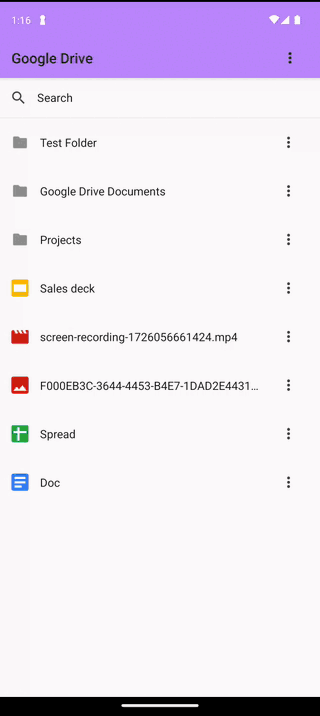 1:16
Google Drive
Search
Test Folder
Google Drive Documents
Projects
Sales deck
screen-recording-1726056661424.mp4
F000EB3C-3644-4453-B4E7-1DAD2E4431...
Spread
Doc